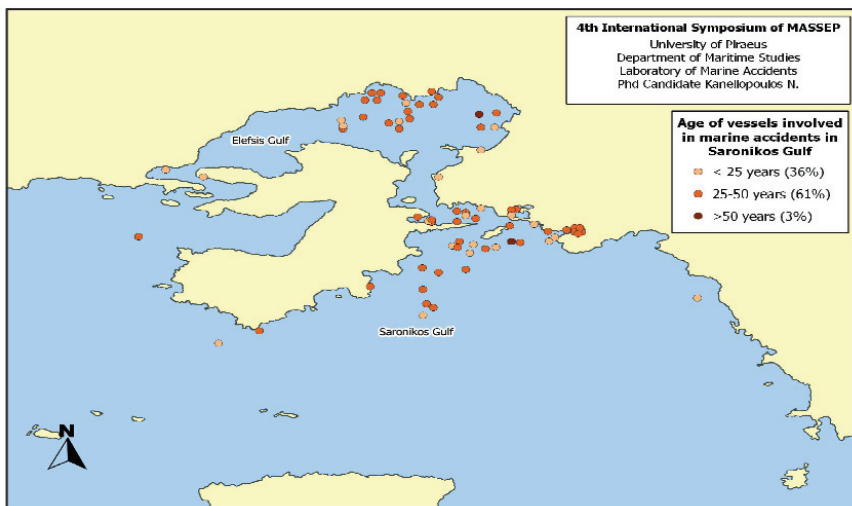 4th International Symposium of MASSEP
University of Piraeus
Department of Maritime Studies
Laboratory of Marine Accidents
Phd Candidate Kanellopoulos N.
Age of vessels involved
in marine accidents in
Saronikos Gulf
< 25 years (36%)
25-50 years (61%)
>50 years (3%)
Elefsis Gulf
Saronikos Gulf
N